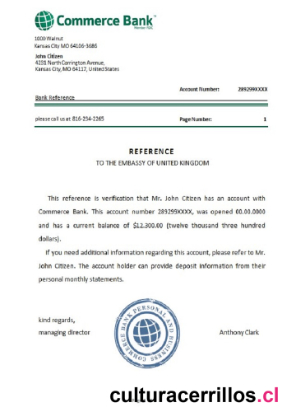 Commerce Bank
Member FDIC
1000 Walnut
Kansas City MO 64106-3686
John Citizen
4201 North Corrington Avenue,
Kansas City, MO 64117, United States
Account Number: 289299XXXX
Bank Reference
please call us at 816-234-2265 Page Number: 1
REFERENCE
TO THE EMBASSY OF UNITED KINGDOM
This reference is verification that Mr. John Citizen has an account with
Commerce Bank. This account number 289299XXXX, was opened 00.00.0000
and has a current balance of $12,300.00 (twelve thousand three hundred
dollars).
If you need additional information regarding this account, please refer to Mr.
John Citizen. The account holder can provide deposit information from their
personal monthly statements.
kind regards,
managing director
PERSONAL AND BUSINESS
COMMERCE BANK
Anthony Clark
culturacerrillos.cl